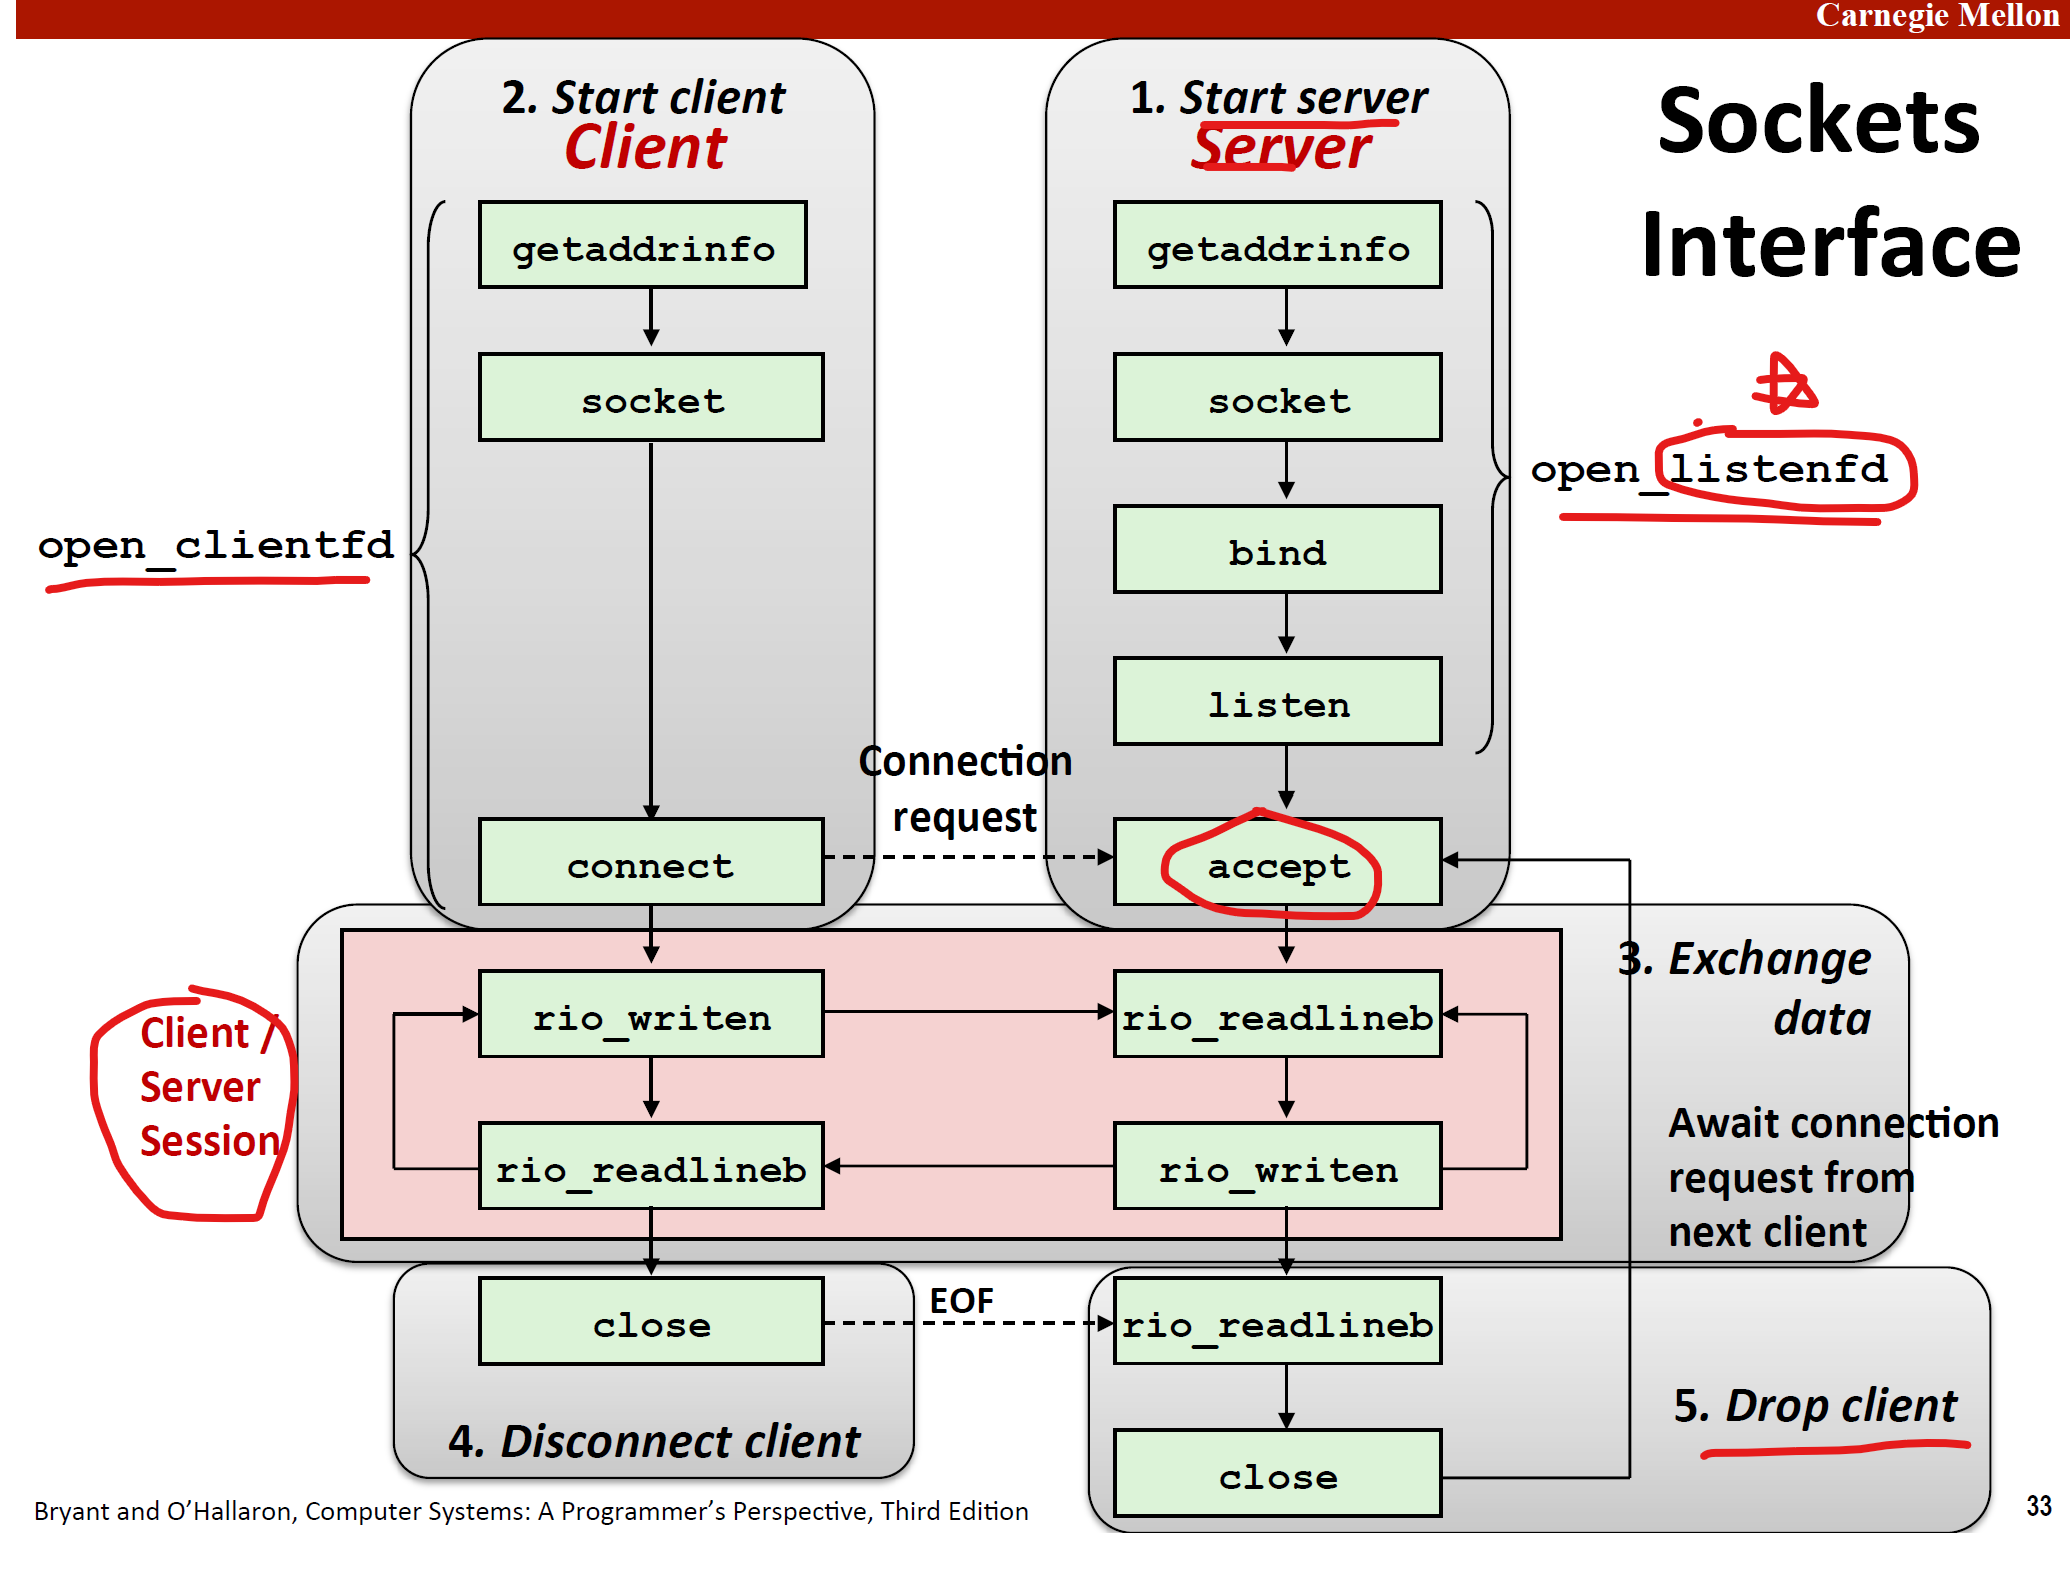 Carnegie Mellon
Sockets
Interface
2. Start client
Client
1. Start server
Server
getaddrinfo
getaddrinfo
socket
socket
open_listenfd
bind
open_clientfd
listen
Connection
request
connect
accept
3. Exchange
data
Client /
Server
Session
rio_writen
rio_readlineb
rio_readlineb
rio_writen
Await connection
request from
next client
close
EOF
rio_readlineb
4. Disconnect client
5. Drop client
close
Bryant and O’Hallaron, Computer Systems: A Programmer’s Perspective, Third Edition
33